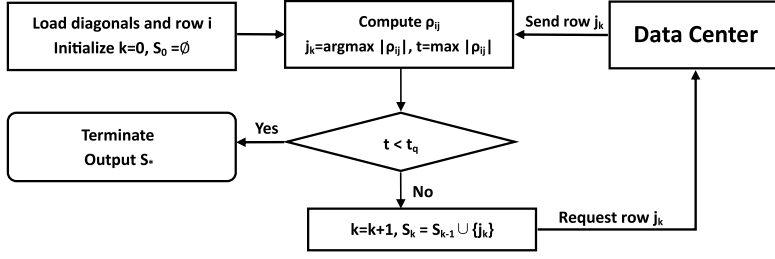 Load diagonals and row i
Initialize k=0, S₀ =∅
Compute ρᵢⱼ
jₖ=argmax |ρᵢⱼ|, t=max |ρᵢⱼ|
Send row jₖ
Data Center
Yes
Terminate
Output S*
t < t_q
No
k=k+1, Sₖ = Sₖ₋₁ ∪ {jₖ}
Request row jₖ